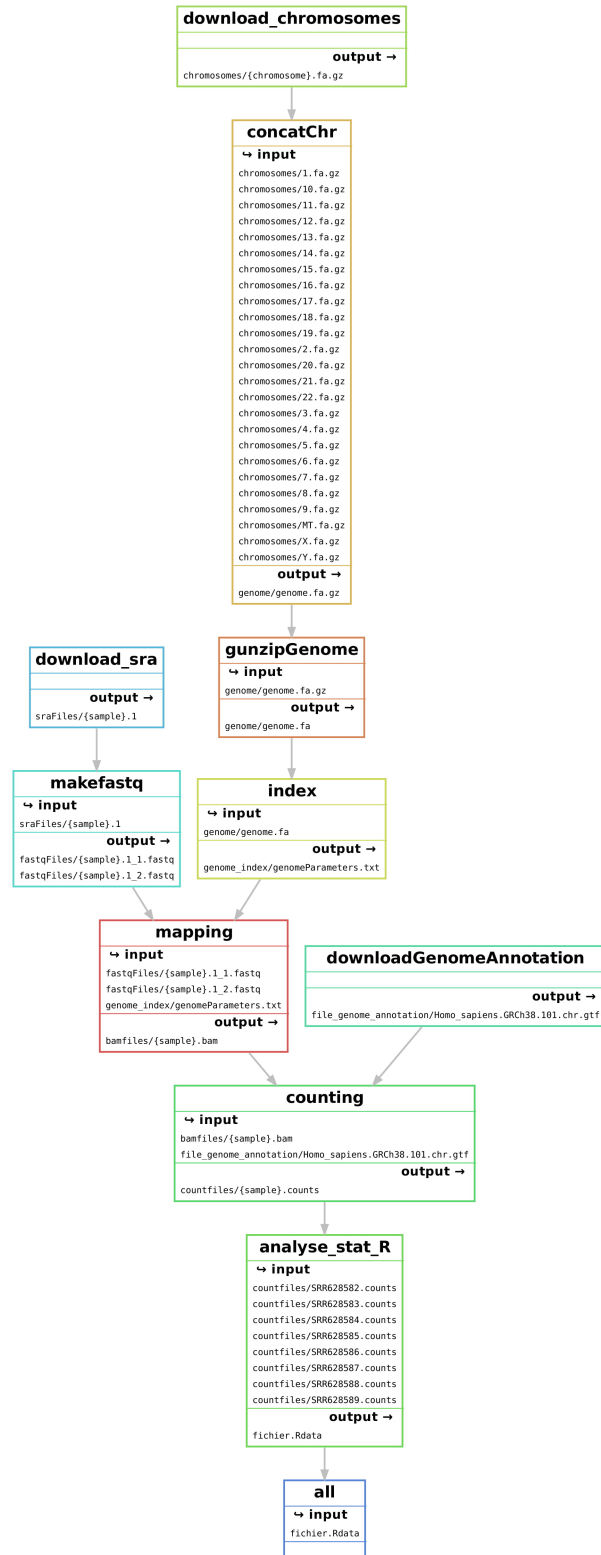 download_chromosomes
output →
chromosomes/{chromosome}.fa.gz
concatChr
↪ input
chromosomes/1.fa.gz
chromosomes/10.fa.gz
chromosomes/11.fa.gz
chromosomes/12.fa.gz
chromosomes/13.fa.gz
chromosomes/14.fa.gz
chromosomes/15.fa.gz
chromosomes/16.fa.gz
chromosomes/17.fa.gz
chromosomes/18.fa.gz
chromosomes/19.fa.gz
chromosomes/2.fa.gz
chromosomes/20.fa.gz
chromosomes/21.fa.gz
chromosomes/22.fa.gz
chromosomes/3.fa.gz
chromosomes/4.fa.gz
chromosomes/5.fa.gz
chromosomes/6.fa.gz
chromosomes/7.fa.gz
chromosomes/8.fa.gz
chromosomes/9.fa.gz
chromosomes/MT.fa.gz
chromosomes/X.fa.gz
chromosomes/Y.fa.gz
output →
genome/genome.fa.gz
download_sra
output →
sraFiles/{sample}.1
gunzipGenome
↪ input
genome/genome.fa.gz
output →
genome/genome.fa
makefastq
↪ input
sraFiles/{sample}.1
output →
fastqFiles/{sample}.1_1.fastq
fastqFiles/{sample}.1_2.fastq
index
↪ input
genome/genome.fa
output →
genome_index/genomeParameters.txt
mapping
↪ input
fastqFiles/{sample}.1_1.fastq
fastqFiles/{sample}.1_2.fastq
genome_index/genomeParameters.txt
output →
bamfiles/{sample}.bam
downloadGenomeAnnotation
output →
file_genome_annotation/Homo_sapiens.GRCh38.101.chr.gtf
counting
↪ input
bamfiles/{sample}.bam
file_genome_annotation/Homo_sapiens.GRCh38.101.chr.gtf
output →
countfiles/{sample}.counts
analyse_stat_R
↪ input
countfiles/SRR628582.counts
countfiles/SRR628583.counts
countfiles/SRR628584.counts
countfiles/SRR628585.counts
countfiles/SRR628586.counts
countfiles/SRR628587.counts
countfiles/SRR628588.counts
countfiles/SRR628589.counts
output →
fichier.Rdata
all
↪ input
fichier.Rdata